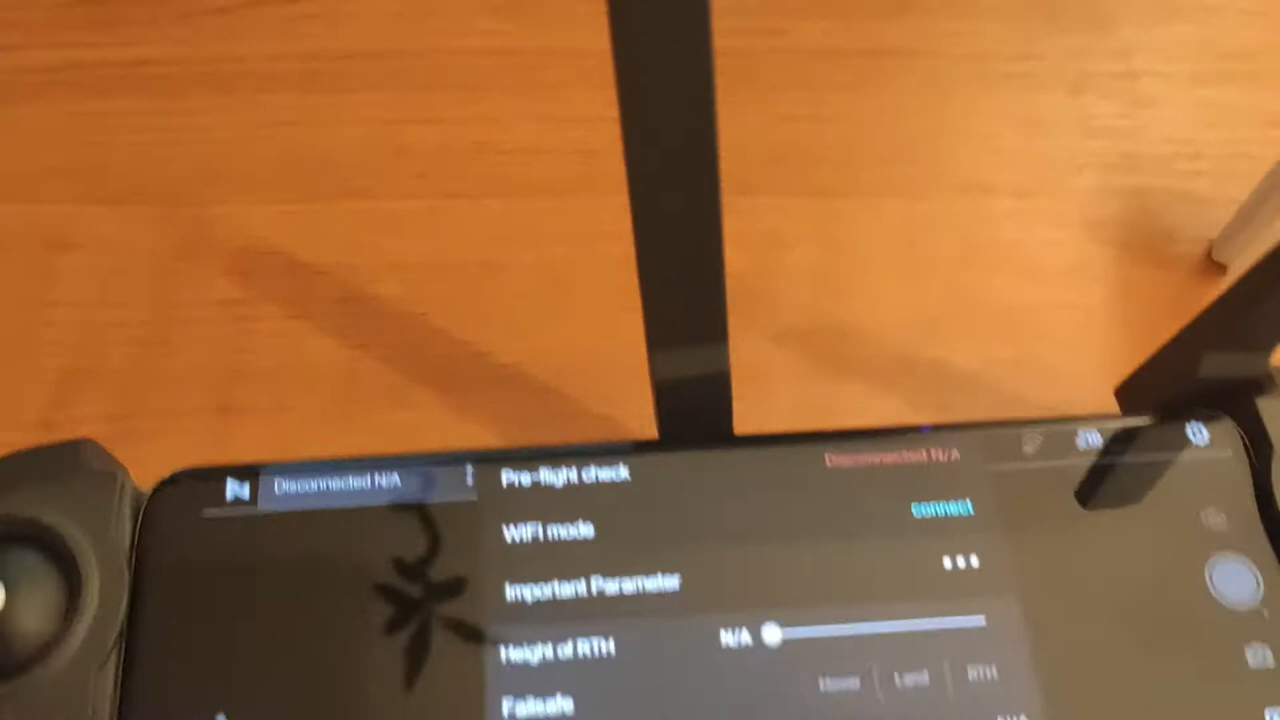 Disconnected N/A
Pre-flight check
Disconnected N/A
WIFI mode
connect
Important Parameter
Height of RTH
N/A
Hover
Land
RTH
Failsafe